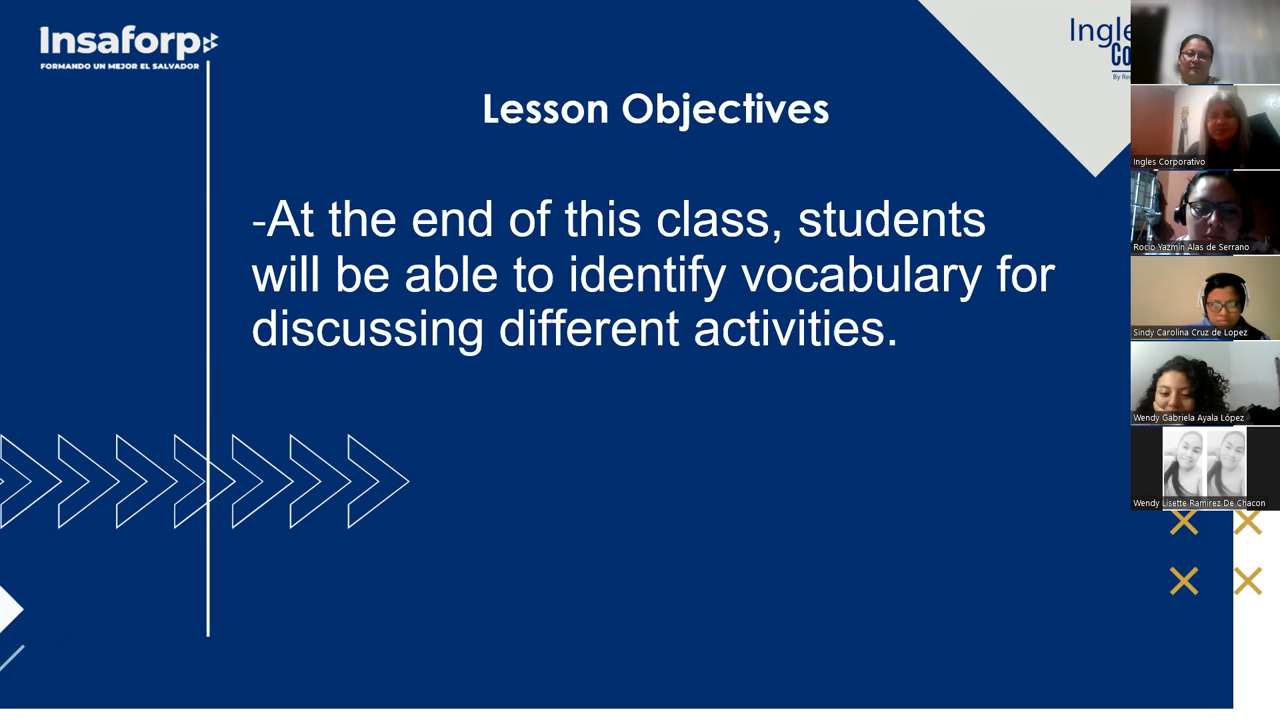 Insaforp
FORMANDO UN MEJOR EL SALVADOR
Lesson Objectives
-At the end of this class, students
will be able to identify vocabulary for
discussing different activities.
Ingles Corporativo
Rocio Yazmin Alas de Serrano
Sindy Carolina Cruz de Lopez
Wendy Gabriela Ayala López
Wendy Lisette Ramirez De Chacon